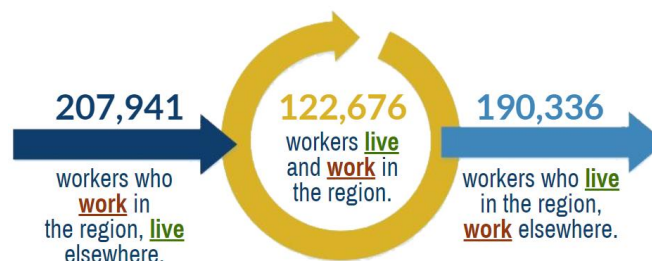 207,941
workers who
work in
the region, live
elsewhere.
122,676
workers live
and work in
the region.
190,336
workers who live
in the region,
work elsewhere.